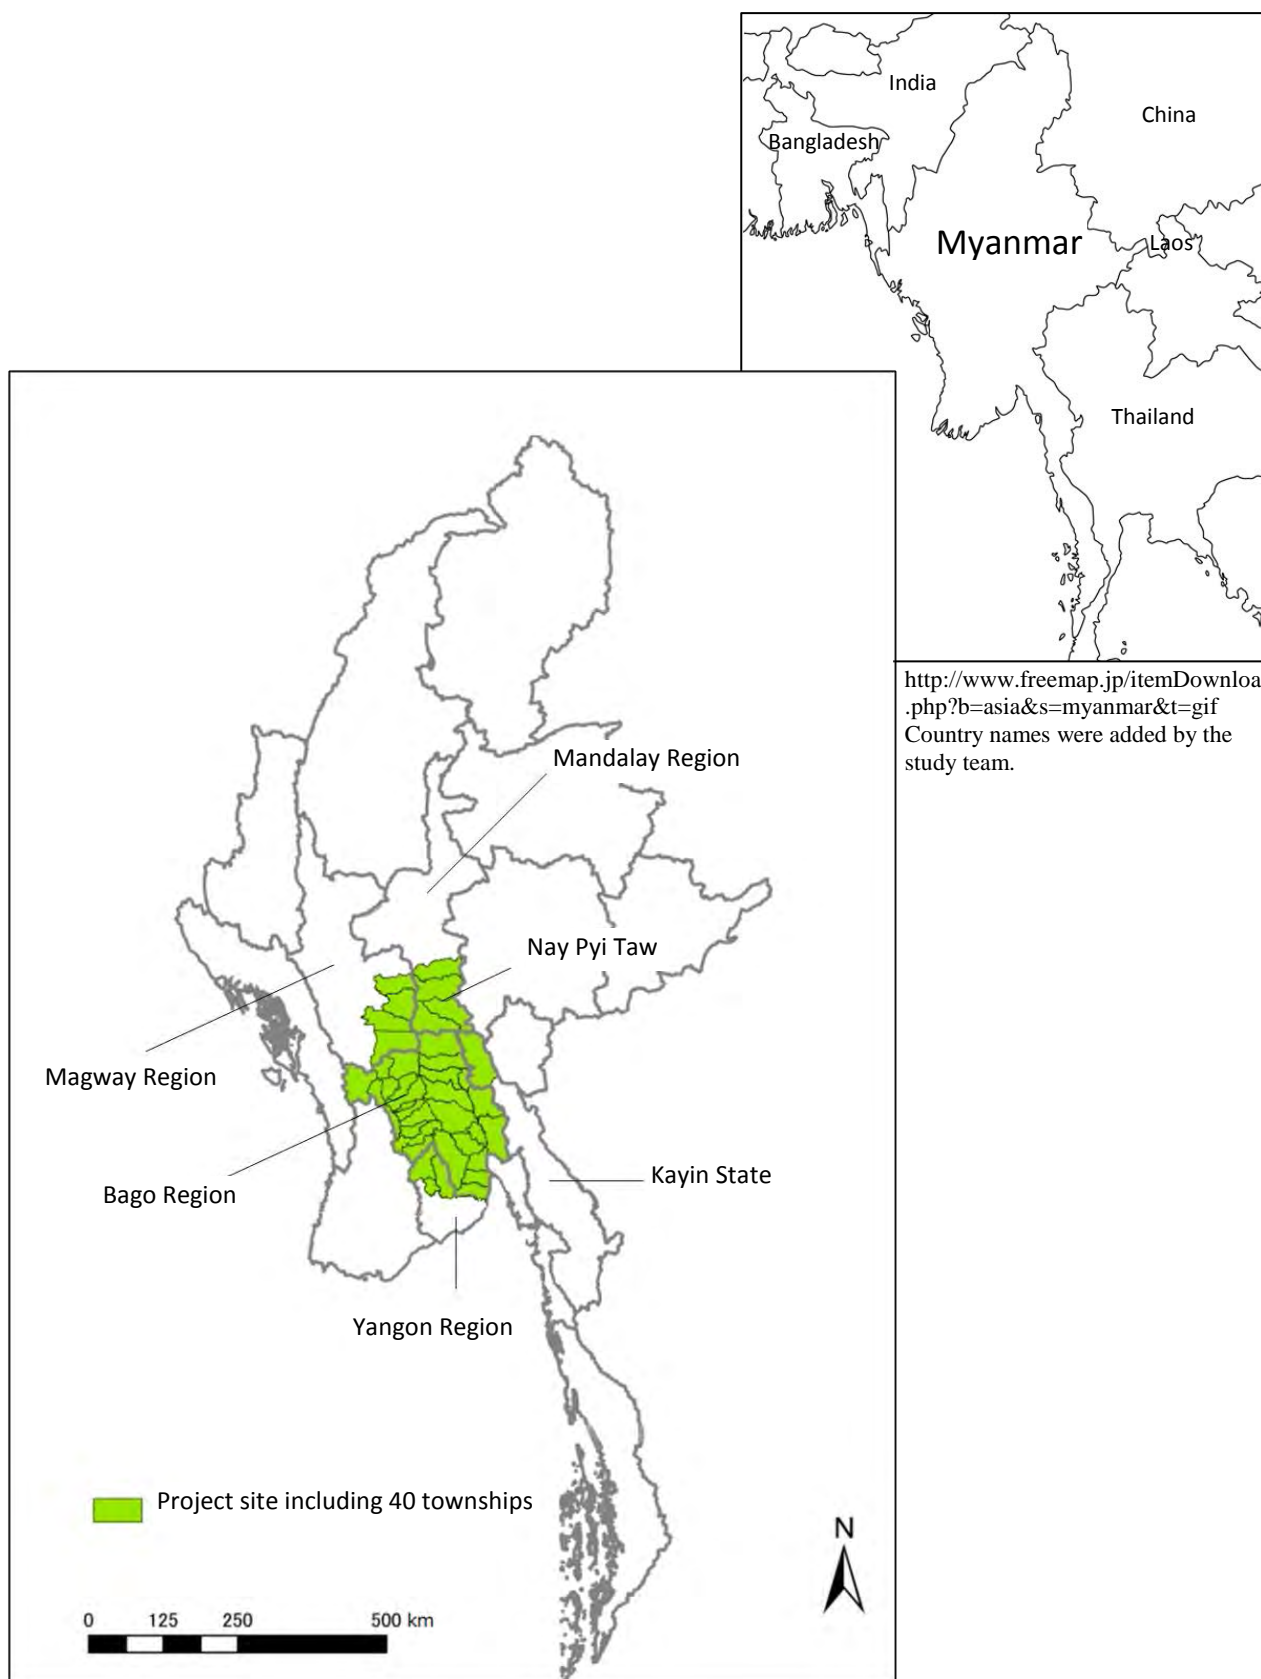 India
China
Bangladesh
Myanmar
Laos
Thailand
http://www.freemap.jp/itemDownloa
.php?b=asia&s=myanmar&t=gif
Country names were added by the
study team.
Mandalay Region
Nay Pyi Taw
Magway Region
Bago Region
Kayin State
Yangon Region
Project site including 40 townships
N
0 125 250 500 km